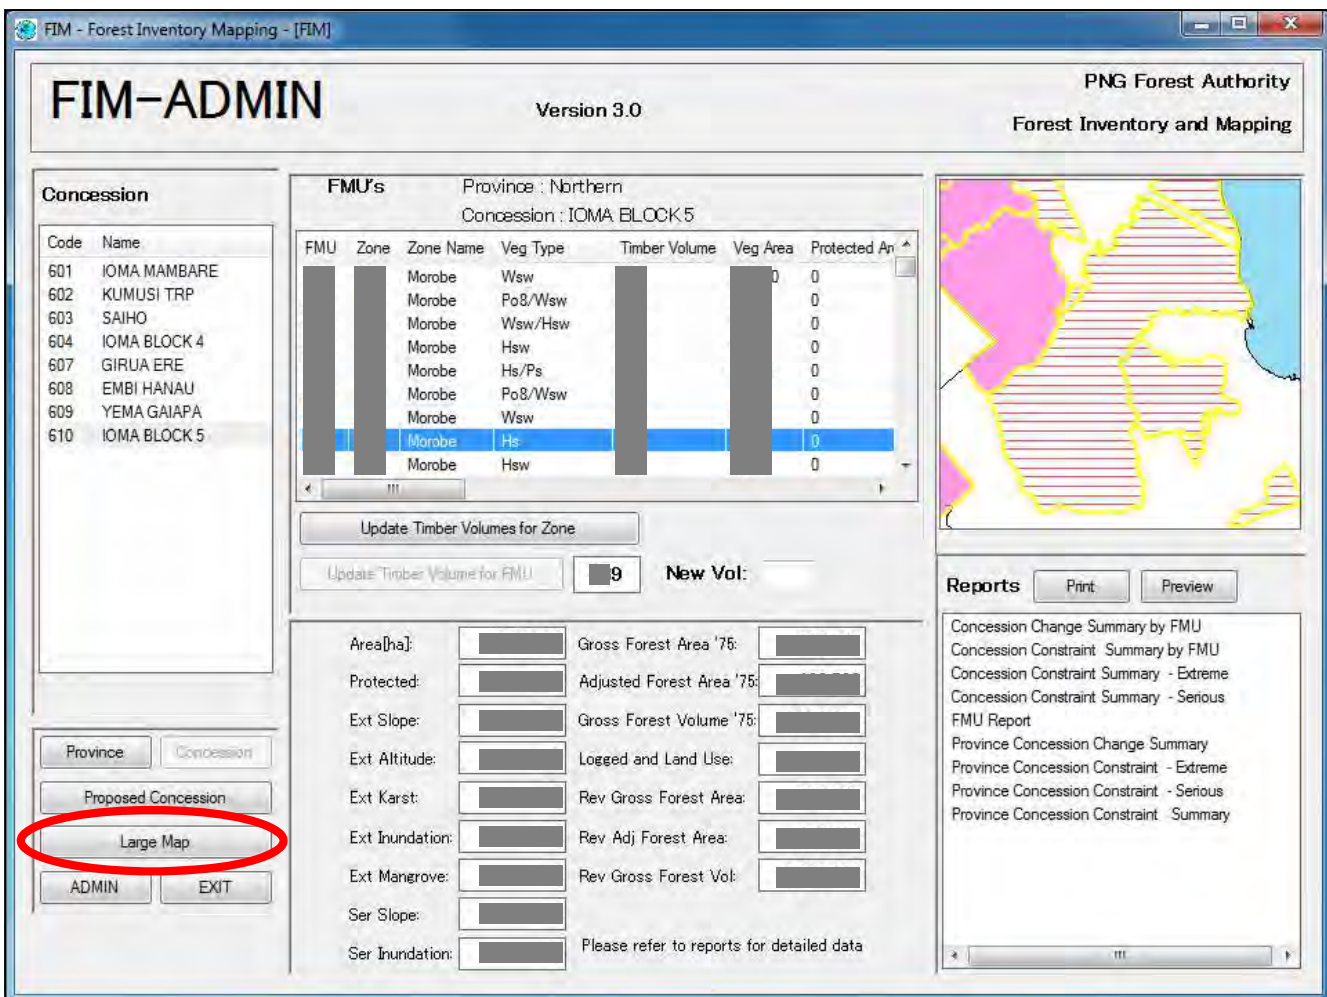 FIM - Forest Inventory Mapping - [FIM]
FIM-ADMIN
Version 3.0
PNG Forest Authority
Forest Inventory and Mapping
Concession
Code Name
601 IOMA MAMBARE
602 KUMUSI TRP
603 SAIHO
604 IOMA BLOCK 4
607 GIRUA ERE
608 EMBI HANAU
609 YEMA GAIAPA
610 IOMA BLOCK 5
Province Concession
Proposed Concession
Large Map
ADMIN EXIT
FMU's Province : Northern
Concession : IOMA BLOCK 5
FMU Zone Zone Name Veg Type Timber Volume Veg Area Protected An
Morobe Wsw 0 0
Morobe Po8/Wsw 0
Morobe Wsw/Hsw 0
Morobe Hsw 0
Morobe Hs/Ps 0
Morobe Po8/Wsw 0
Morobe Wsw 0
Morobe Hs 0
Morobe Hsw 0
Update Timber Volumes for Zone
Update Timber Volume for FMU 9 New Vol:
Area[ha]: Gross Forest Area '75:
Protected: Adjusted Forest Area '75:
Ext Slope: Gross Forest Volume '75:
Ext Altitude: Logged and Land Use:
Ext Karst: Rev Gross Forest Area:
Ext Inundation: Rev Adj Forest Area:
Ext Mangrove: Rev Gross Forest Vol:
Ser Slope:
Ser Inundation: Please refer to reports for detailed data
Reports Print Preview
Concession Change Summary by FMU
Concession Constraint Summary by FMU
Concession Constraint Summary - Extreme
Concession Constraint Summary - Serious
FMU Report
Province Concession Change Summary
Province Concession Constraint - Extreme
Province Concession Constraint - Serious
Province Concession Constraint Summary